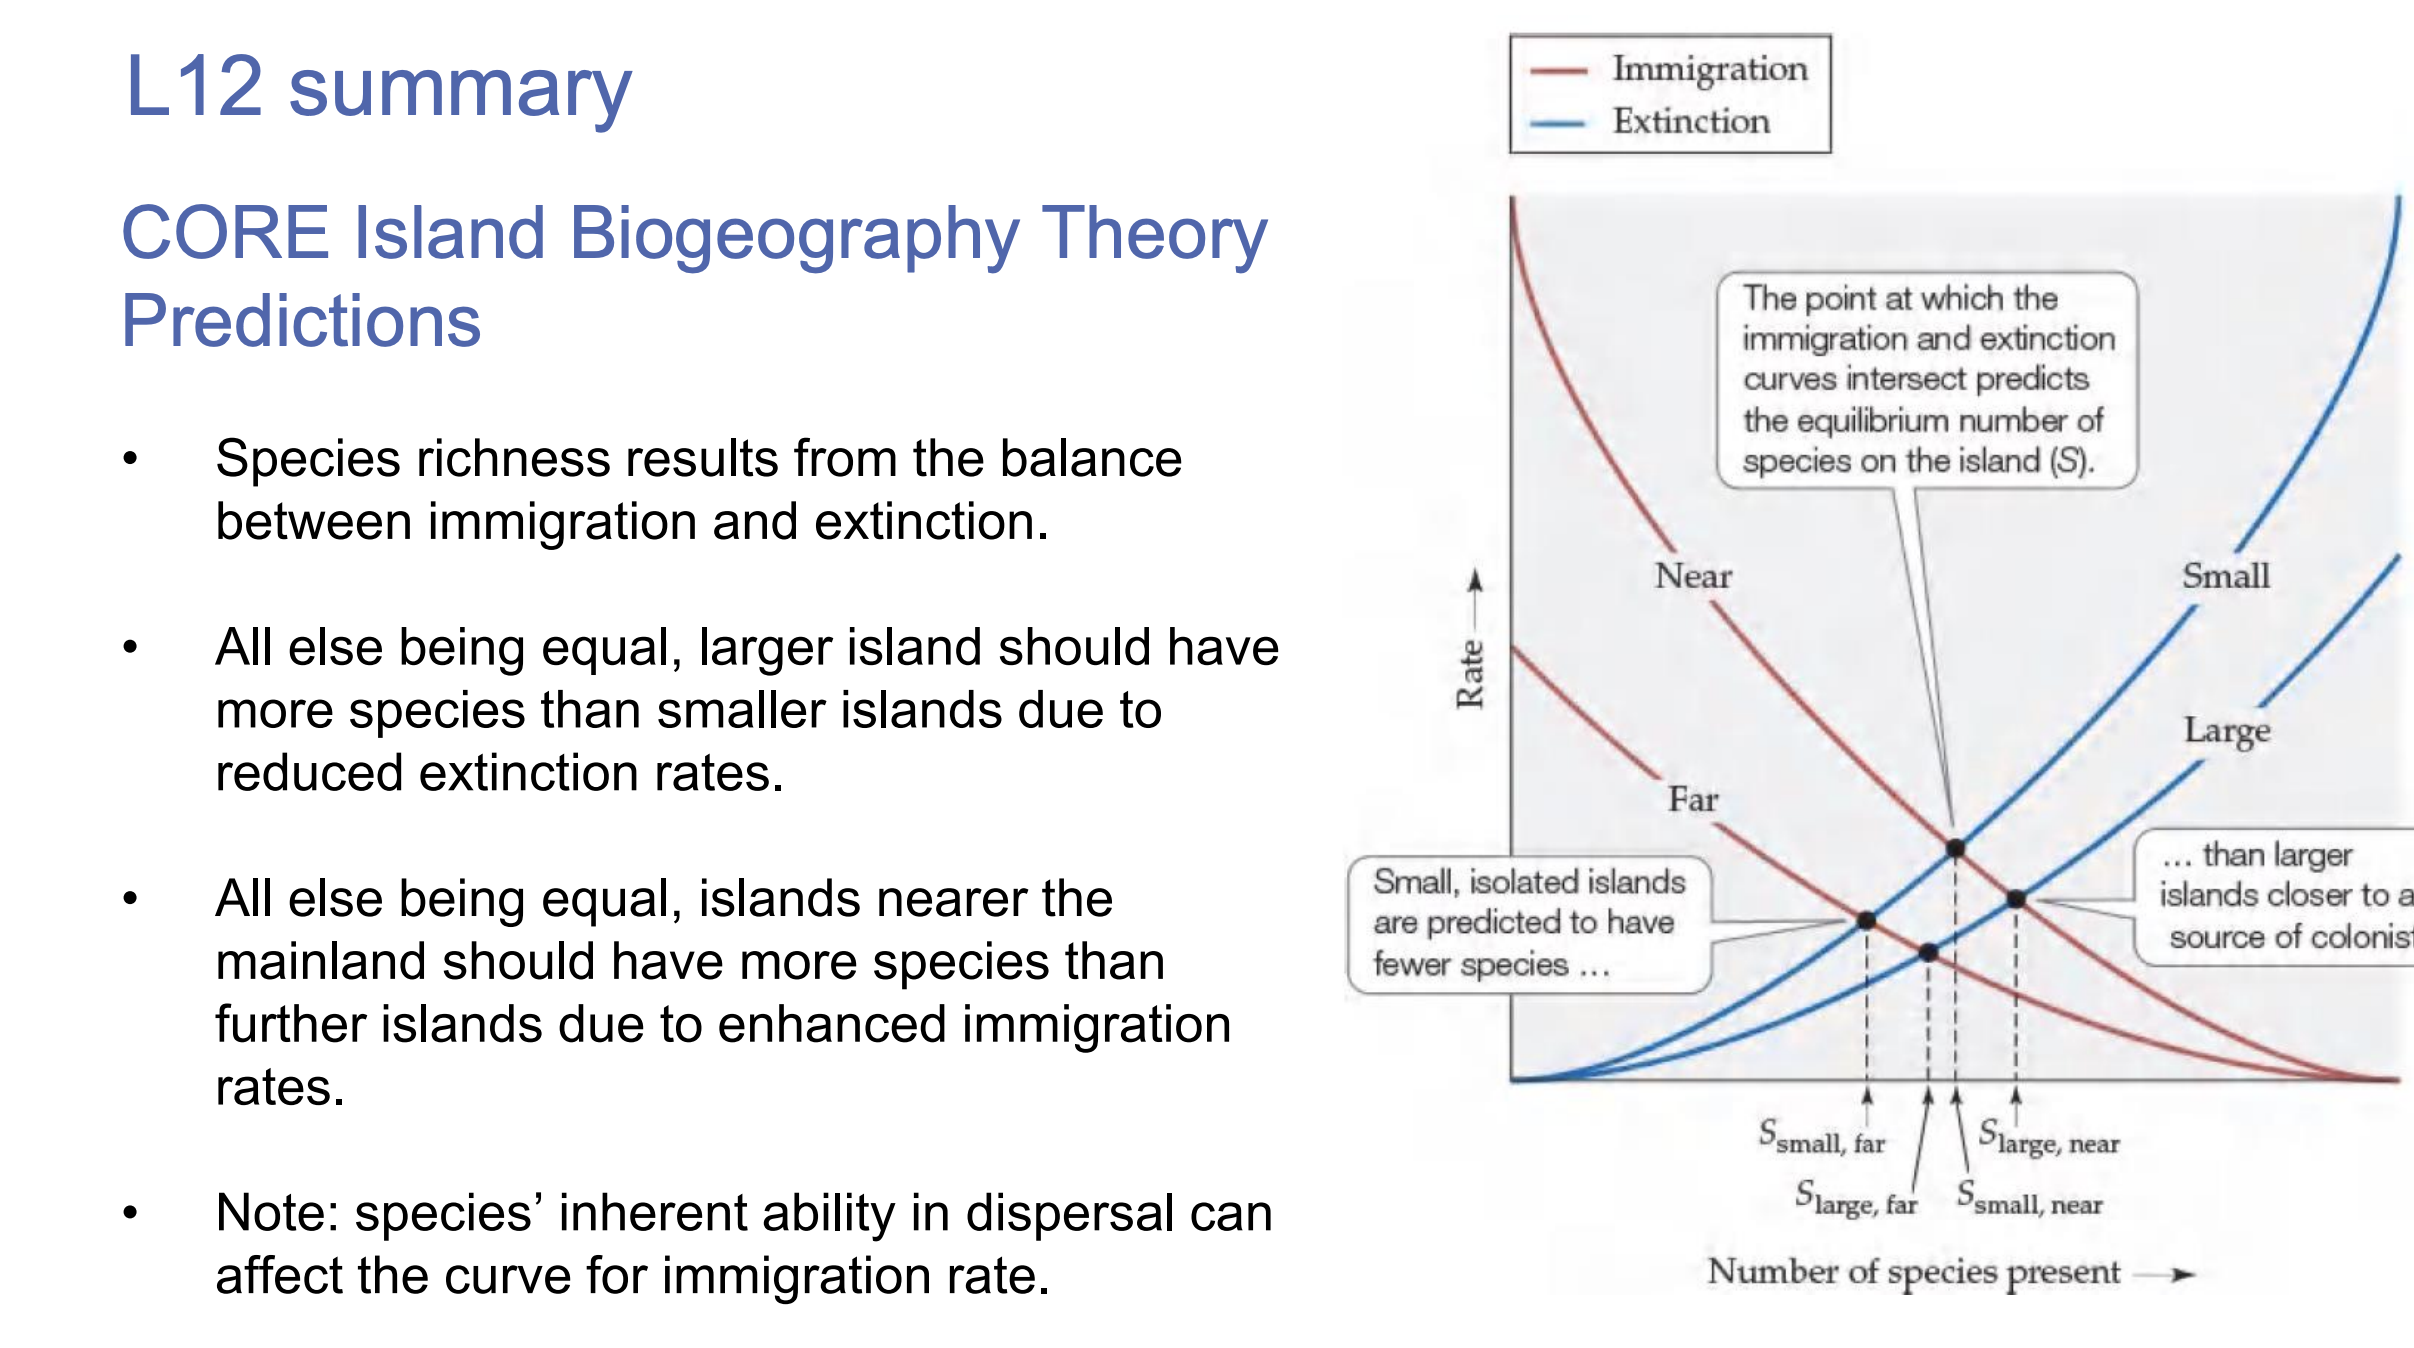 L12 summary
CORE Island Biogeography Theory
Predictions
• Species richness results from the balance
between immigration and extinction.
• All else being equal, larger island should have
more species than smaller islands due to
reduced extinction rates.
• All else being equal, islands nearer the
mainland should have more species than
further islands due to enhanced immigration
rates.
• Note: species’ inherent ability in dispersal can
affect the curve for immigration rate.
Immigration
Extinction
The point at which the
immigration and extinction
curves intersect predicts
the equilibrium number of
species on the island (S).
Near
Small
Rate
Large
Far
Small, isolated islands
are predicted to have
fewer species ...
... than larger
islands closer to a
source of colonist
S small, far
S large, near
S large, far
S small, near
Number of species present